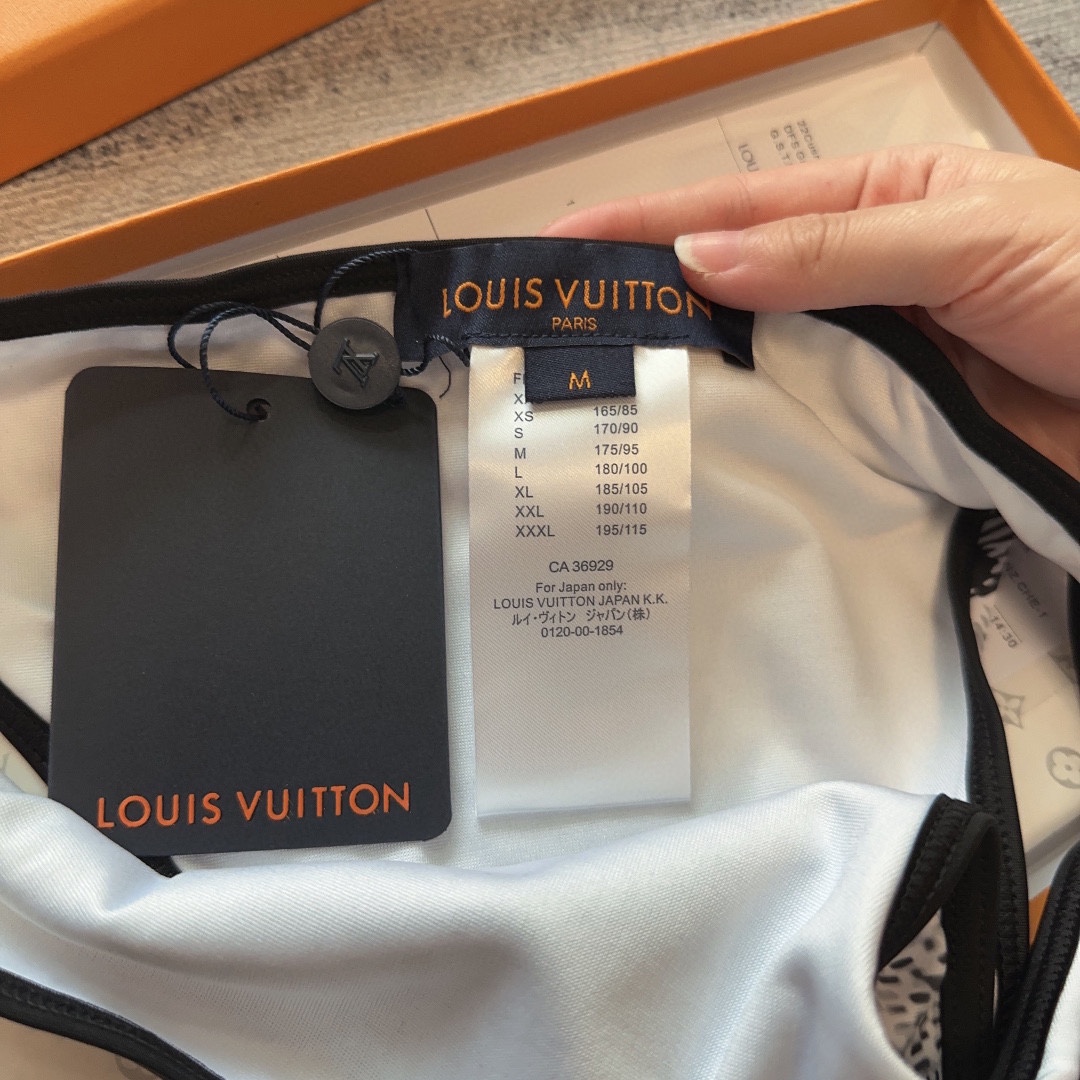 LOUIS VUITTON
PARIS
M
XS 165/85
S 170/90
M 175/95
L 180/100
XL 185/105
XXL 190/110
XXXL 195/115
CA 36929
For Japan only:
LOUIS VUITTON JAPAN K.K.
ルイ・ヴィトン ジャパン(株)
0120-00-1854
LOUIS VUITTON
14:30